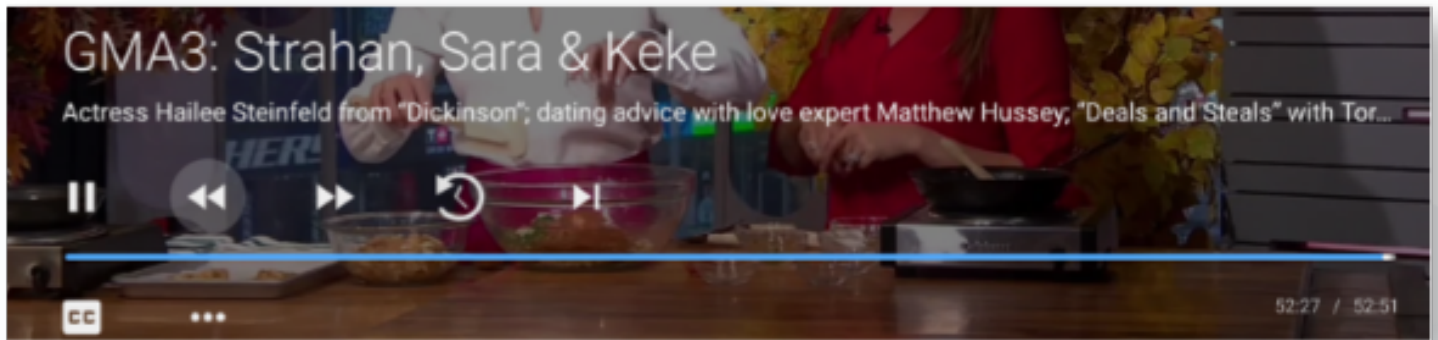 GMA3: Strahan, Sara & Keke
Actress Hailee Steinfeld from “Dickinson”; dating advice with love expert Matthew Hussey; “Deals and Steals” with Tor...
HERS
CC
52:27 / 52:51